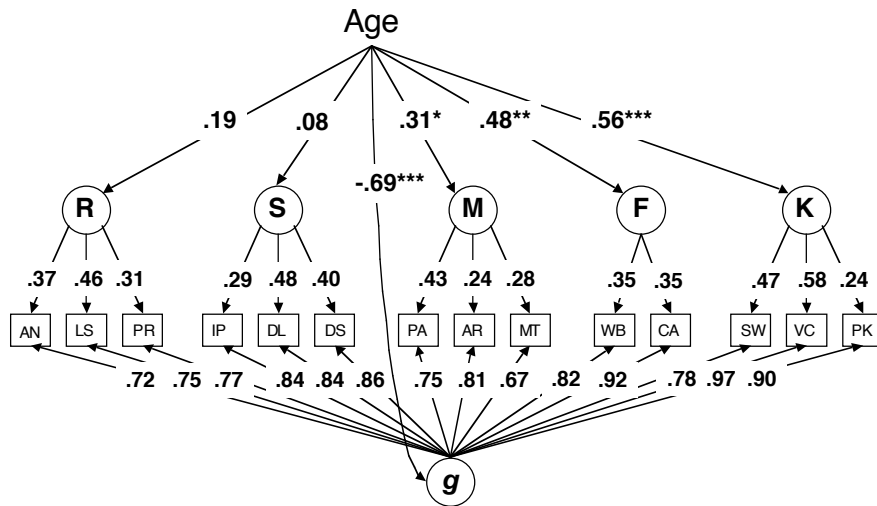 Age
.19 .08 .31* .48** .56***
-.69***
R S M F K
.37 .46 .31 .29 .48 .40 .43 .24 .28 .35 .35 .47 .58 .24
AN LS PR IP DL DS PA AR MT WB CA SW VC PK
.72 .75 .77 .84 .84 .86 .75 .81 .67 .82 .92 .78 .97 .90
g